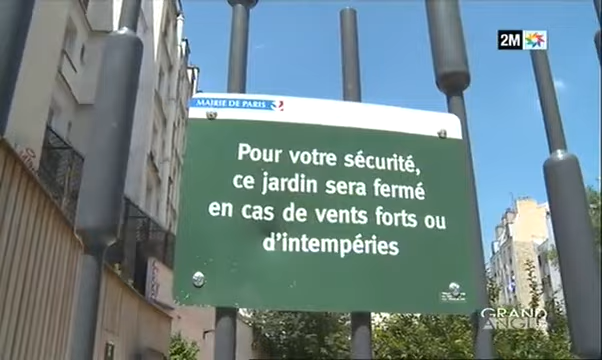 2M
MAIRIE DE PARIS
Pour votre sécurité,
ce jardin sera fermé
en cas de vents forts ou
d'intempéries
GRAND
ANGLE